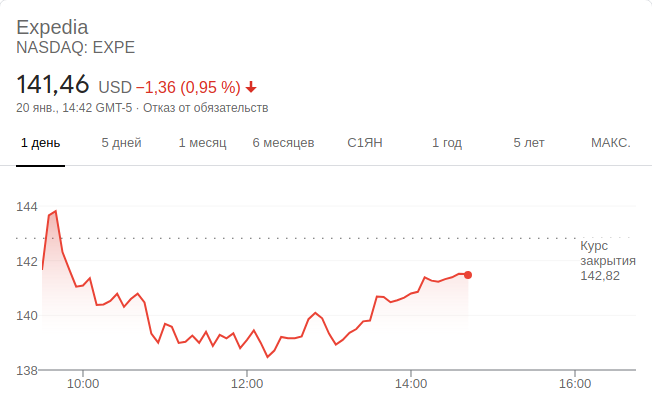 Expedia
NASDAQ: EXPE
141,46 USD −1,36 (0,95 %)
20 янв., 14:42 GMT-5 · Отказ от обязательств
1 день 5 дней 1 месяц 6 месяцев С1ЯН 1 год 5 лет МАКС.
144
Курс
закрытия
142,82
142
140
138
10:00 12:00 14:00 16:00